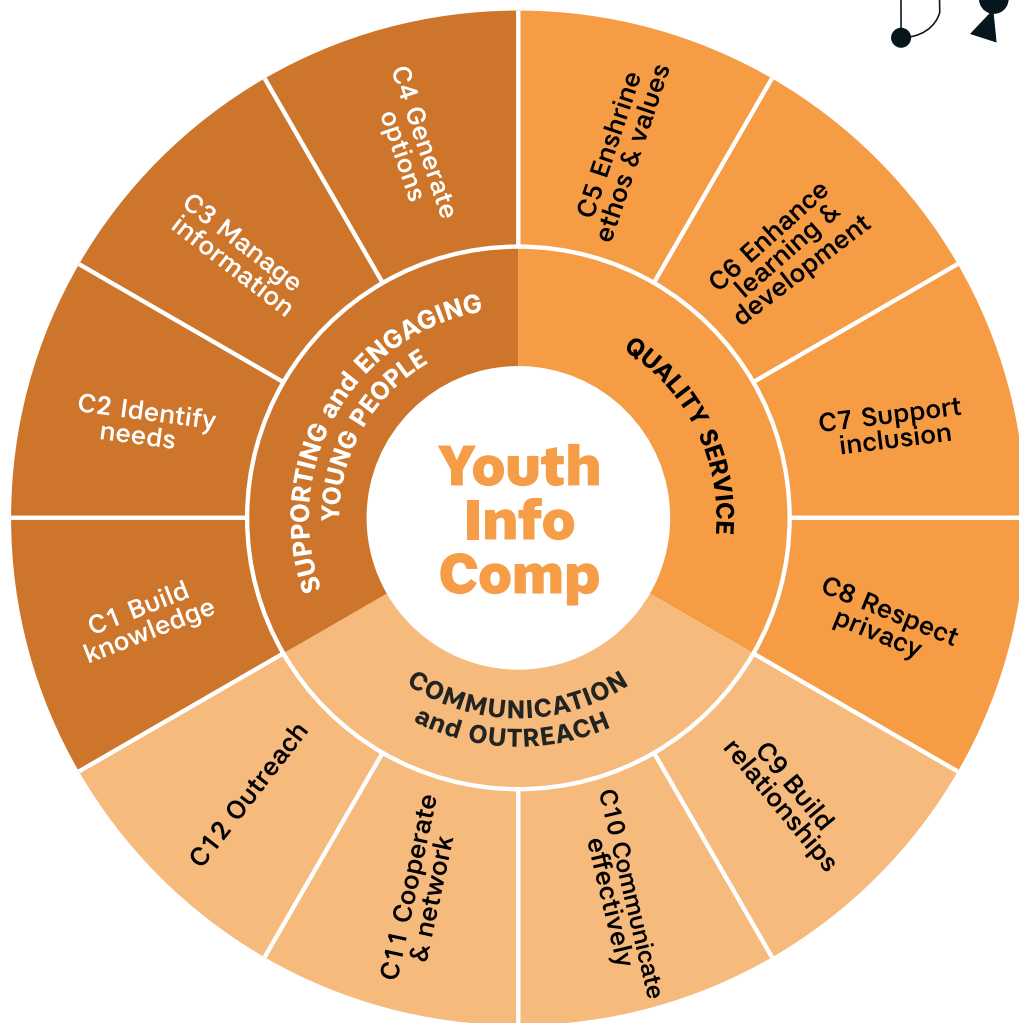 Youth
Info
Comp
SUPPORTING and ENGAGING
YOUNG PEOPLE
C1 Build
knowledge
C2 Identify
needs
C3 Manage
information
C4 Generate
options
QUALITY SERVICE
C5 Enshrine
ethos & values
C6 Enhance
learning &
development
C7 Support
inclusion
C8 Respect
privacy
COMMUNICATION
and OUTREACH
C9 Build
relationships
C10 Communicate
effectively
C11 Cooperate
& network
C12 Outreach